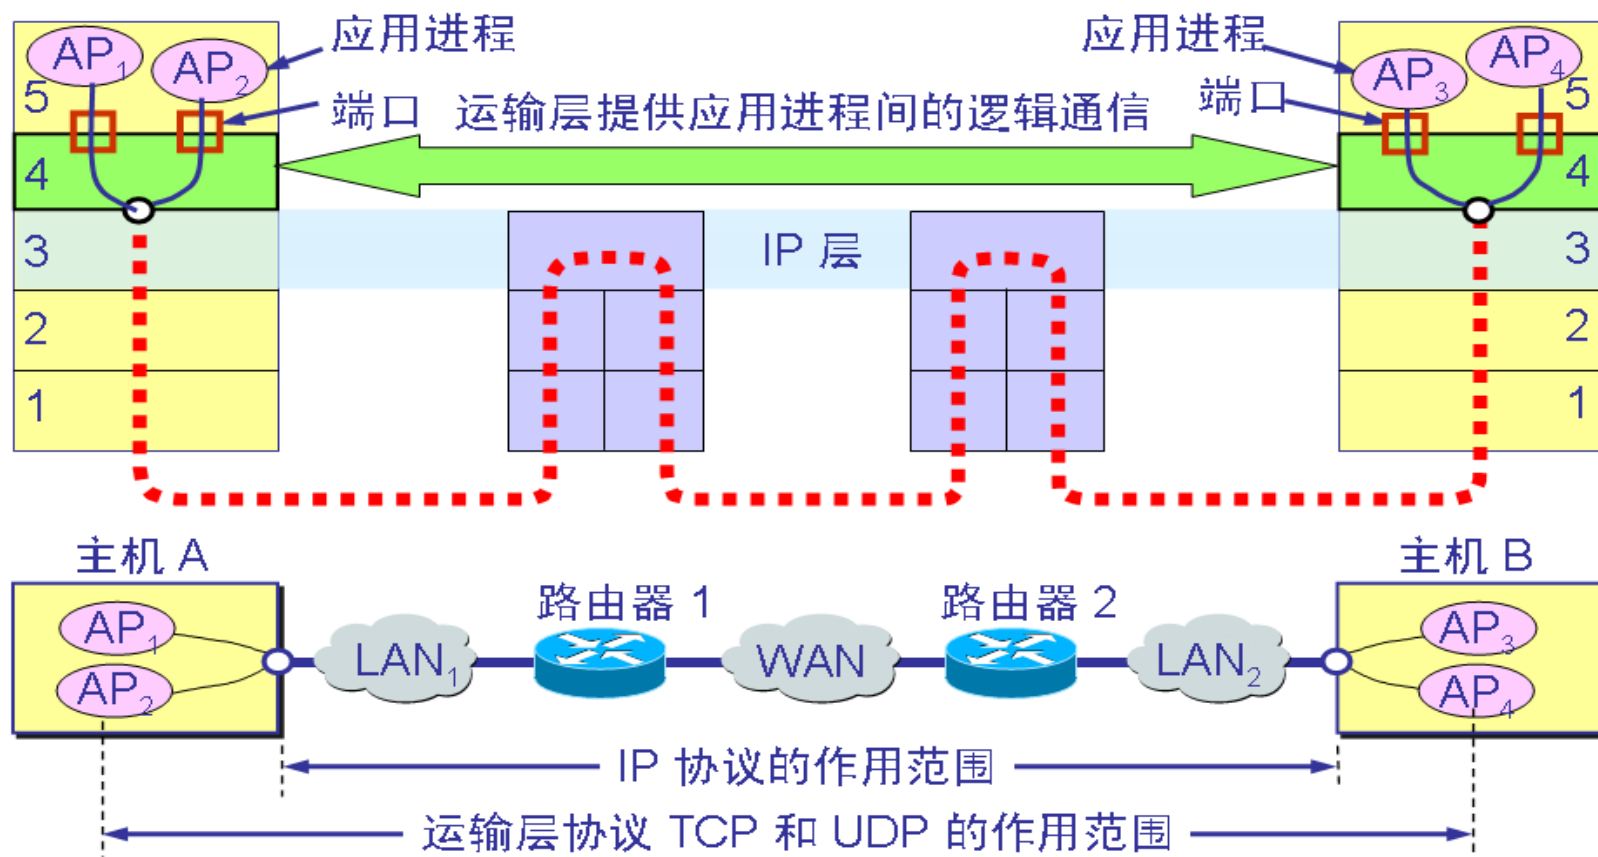 AP1
AP2
应用进程
应用进程
AP3
AP4
5
端口
运输层提供应用进程间的逻辑通信
端口
5
4
4
3
IP 层
3
2
2
1
1
主机 A
主机 B
路由器 1
路由器 2
AP1
AP2
LAN1
WAN
LAN2
AP3
AP4
IP 协议的作用范围
运输层协议 TCP 和 UDP 的作用范围